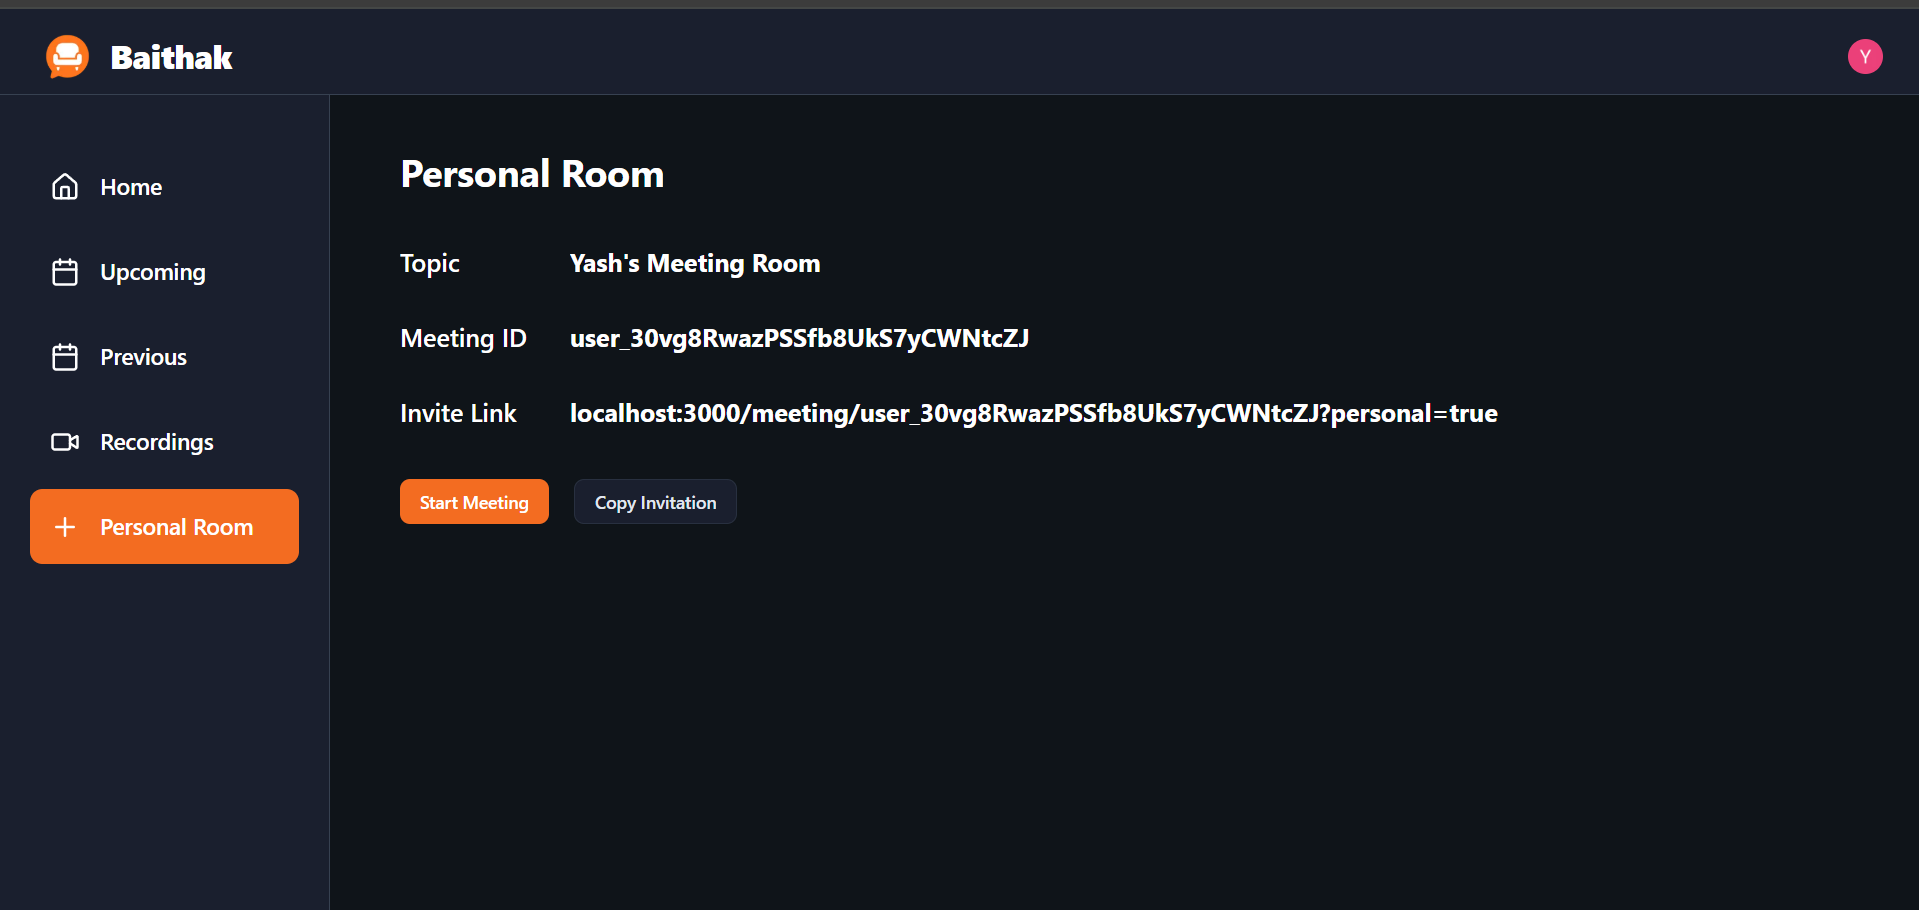 Baithak
Y
Home
Upcoming
Previous
Recordings
Personal Room
Personal Room
Topic Yash's Meeting Room
Meeting ID user_30vg8RwazPSSfb8UkS7yCWNtcZJ
Invite Link localhost:3000/meeting/user_30vg8RwazPSSfb8UkS7yCWNtcZJ?personal=true
Start Meeting Copy Invitation